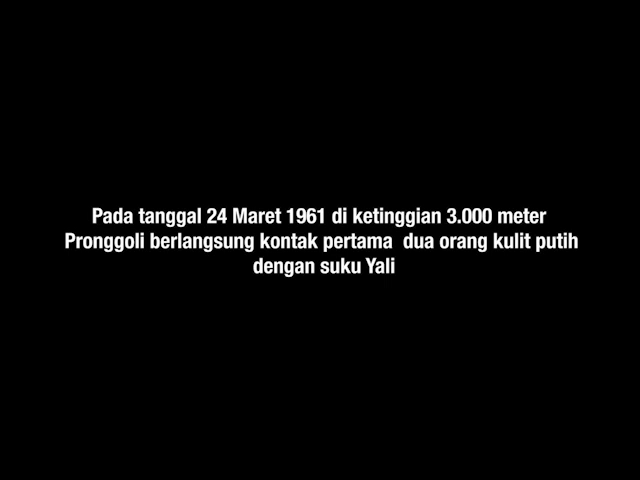 Pada tanggal 24 Maret 1961 di ketinggian 3.000 meter
Pronggoli berlangsung kontak pertama  dua orang kulit putih
dengan suku Yali